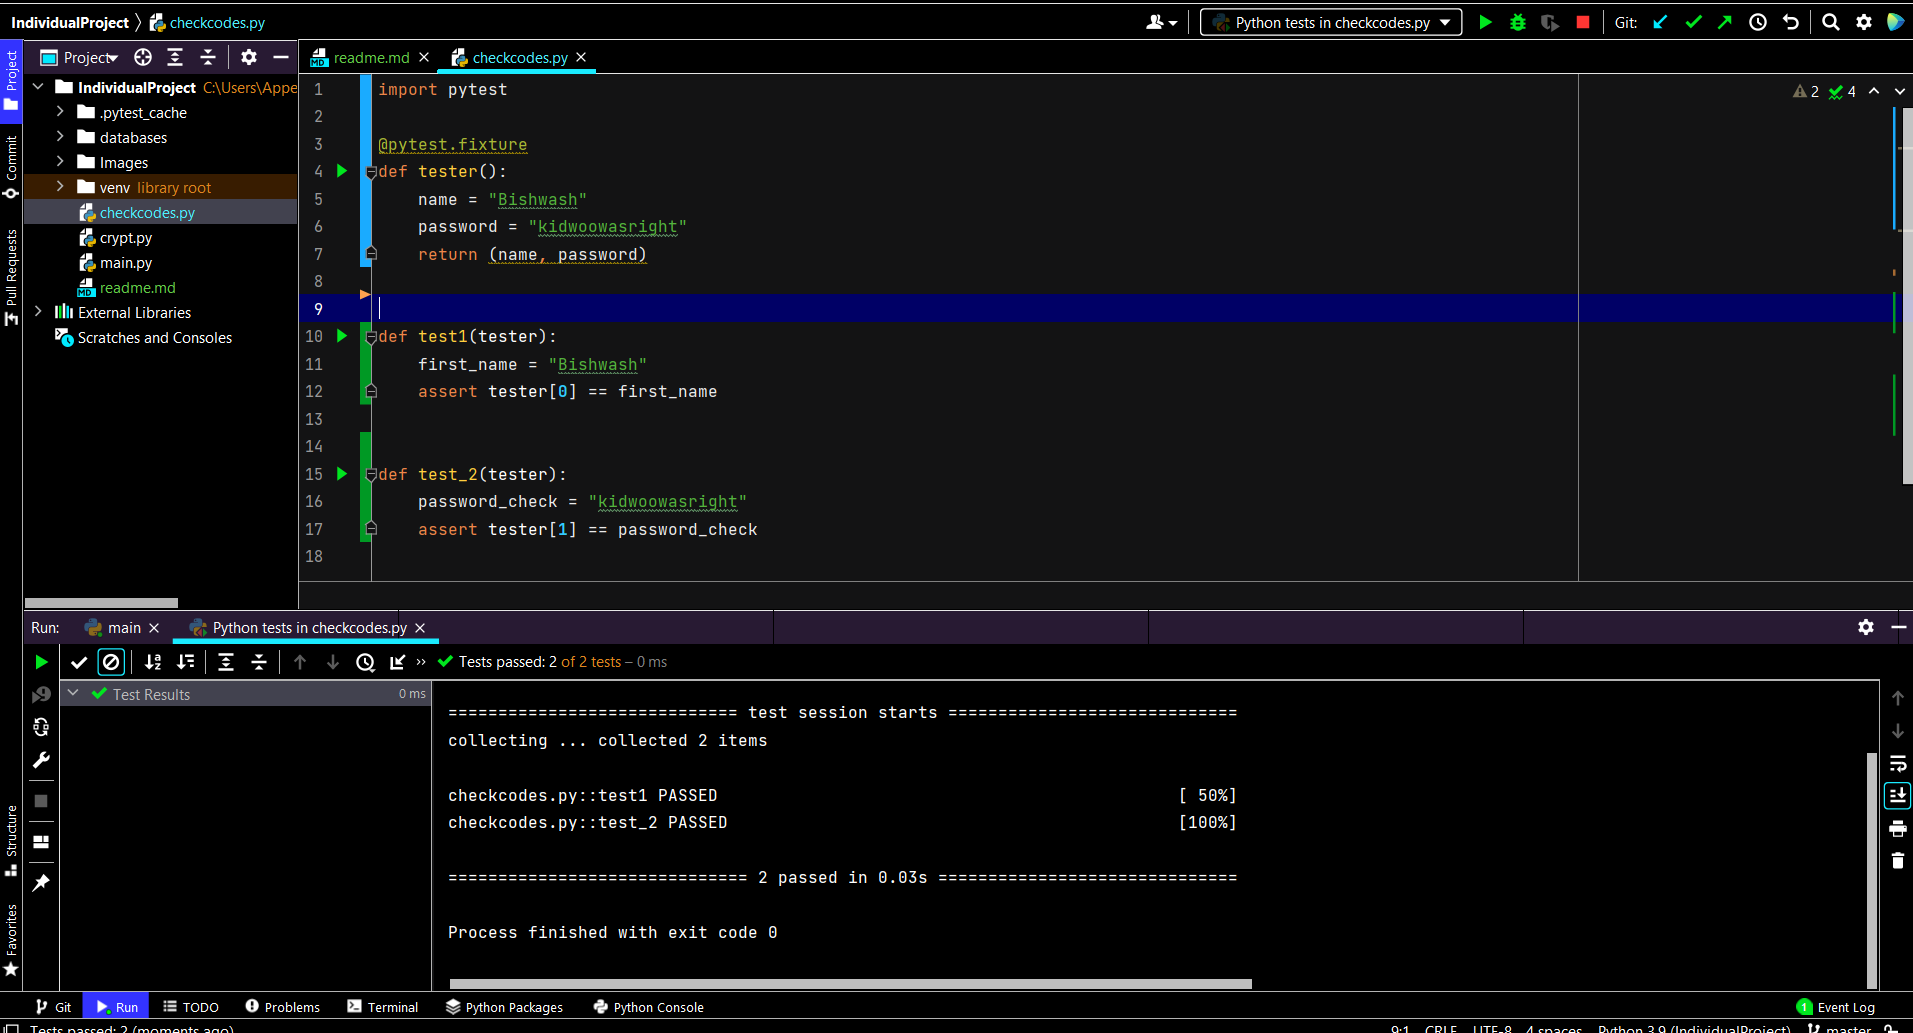 IndividualProject checkcodes.py
Python tests in checkcodes.py
Git:
Project
readme.md
checkcodes.py
Project
Commit
Pull Requests
Structure
Favorites
IndividualProject C:\Users\Appe
.pytest_cache
databases
Images
venv library root
checkcodes.py
crypt.py
main.py
readme.md
External Libraries
Scratches and Consoles
2 4
1 import pytest
2
3 @pytest.fixture
4 def tester():
5 name = "Bishwash"
6 password = "kidwoowasright"
7 return (name, password)
8
9
10 def test1(tester):
11 first_name = "Bishwash"
12 assert tester[0] == first_name
13
14
15 def test_2(tester):
16 password_check = "kidwoowasright"
17 assert tester[1] == password_check
18
Run: main Python tests in checkcodes.py
Tests passed: 2 of 2 tests – 0 ms
Test Results 0 ms
============================= test session starts =============================
collecting ... collected 2 items
checkcodes.py::test1 PASSED [ 50%]
checkcodes.py::test_2 PASSED [100%]
============================== 2 passed in 0.03s ==============================
Process finished with exit code 0
Git Run TODO Problems Terminal Python Packages Python Console 1 Event Log
Tests passed: 2 (moments ago) 9:1 CRLF UTF-8 4 spaces Python 3.9 (IndividualProject) master